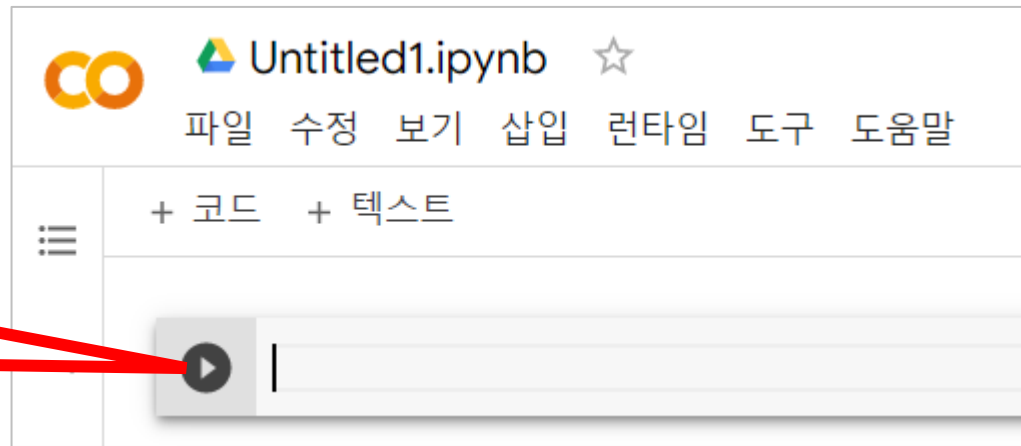 Untitled1.ipynb
파일 수정 보기 삽입 런타임 도구 도움말
+ 코드 + 텍스트